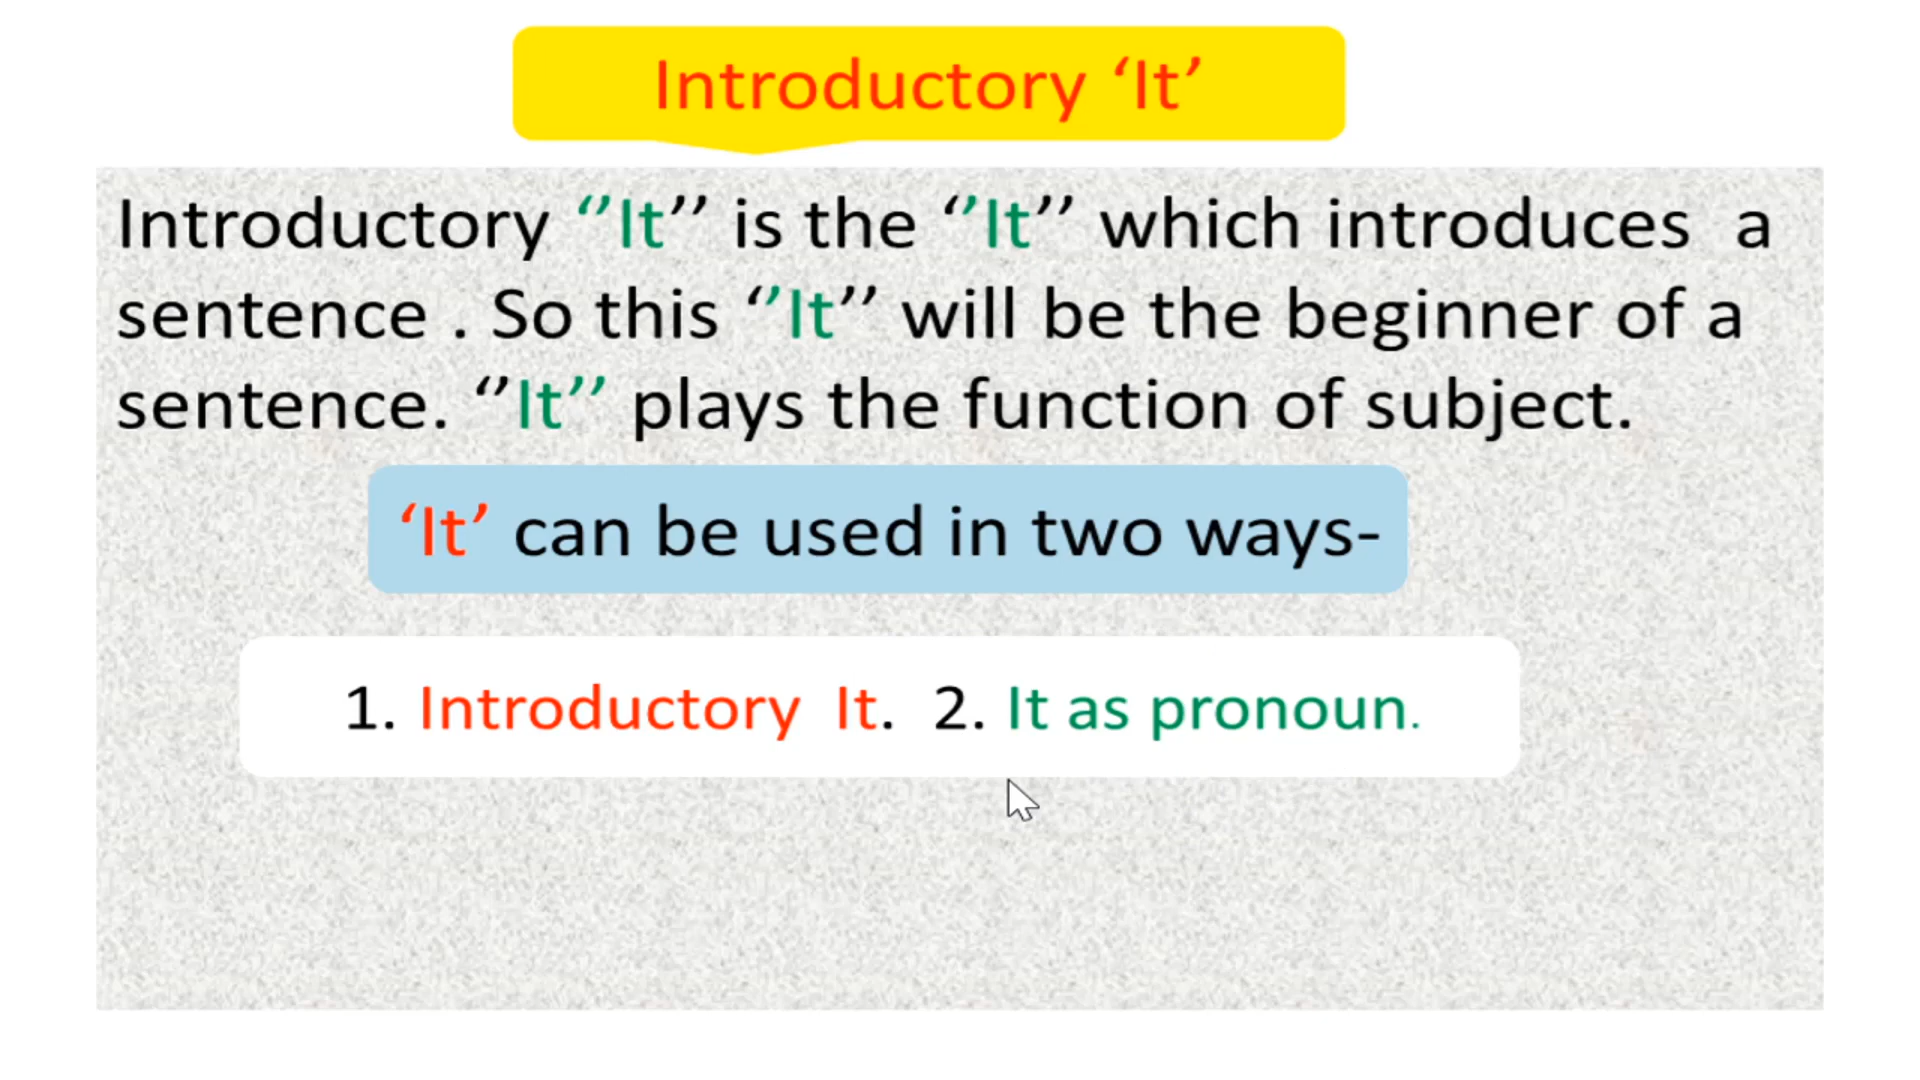 Introductory ‘It’
Introductory ‘’It’’ is the ‘’It’’ which introduces a
sentence . So this ‘’It’’ will be the beginner of a
sentence. ‘’It’’ plays the function of subject.
‘It’ can be used in two ways-
1. Introductory It. 2. It as pronoun.